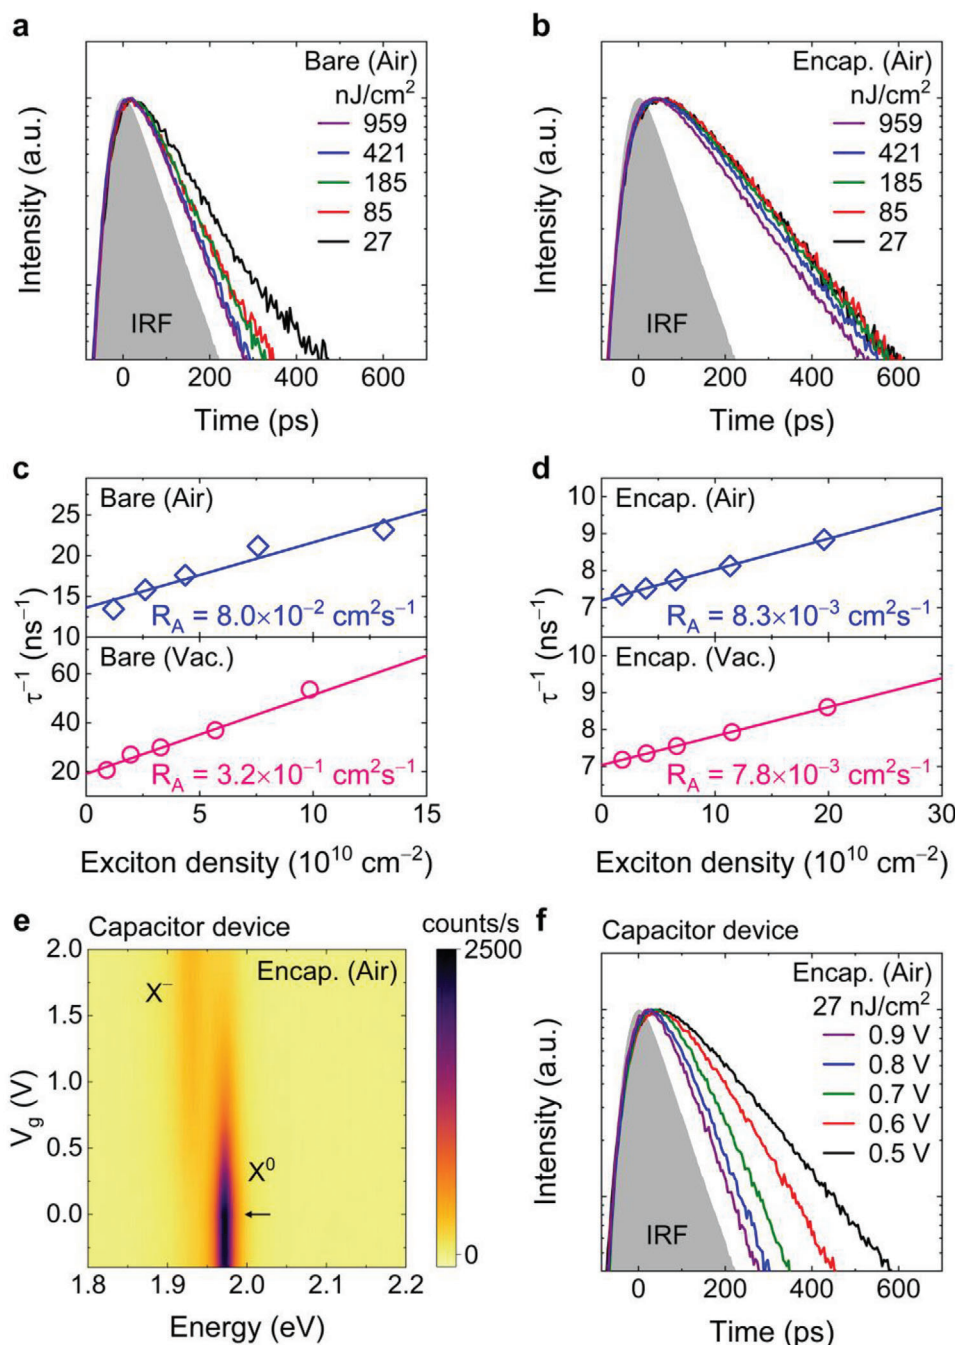 a
Bare (Air)
nJ/cm²
959
421
185
85
27
IRF
Intensity (a.u.)
0 200 400 600
Time (ps)
b
Encap. (Air)
nJ/cm²
959
421
185
85
27
IRF
Intensity (a.u.)
0 200 400 600
Time (ps)
c
Bare (Air)
25
20
15
10
R_A = 8.0×10⁻² cm²s⁻¹
Bare (Vac.)
60
40
20
R_A = 3.2×10⁻¹ cm²s⁻¹
τ⁻¹ (ns⁻¹)
0 5 10 15
Exciton density (10¹⁰ cm⁻²)
d
Encap. (Air)
10
9
8
7
R_A = 8.3×10⁻³ cm²s⁻¹
Encap. (Vac.)
10
9
8
7
R_A = 7.8×10⁻³ cm²s⁻¹
τ⁻¹ (ns⁻¹)
0 10 20 30
Exciton density (10¹⁰ cm⁻²)
e
Capacitor device
counts/s
2500
0
Encap. (Air)
X⁻
X⁰
2.0
1.5
1.0
0.5
0.0
V_g (V)
1.8 1.9 2.0 2.1 2.2
Energy (eV)
f
Capacitor device
Encap. (Air)
27 nJ/cm²
0.9 V
0.8 V
0.7 V
0.6 V
0.5 V
IRF
Intensity (a.u.)
0 200 400 600
Time (ps)